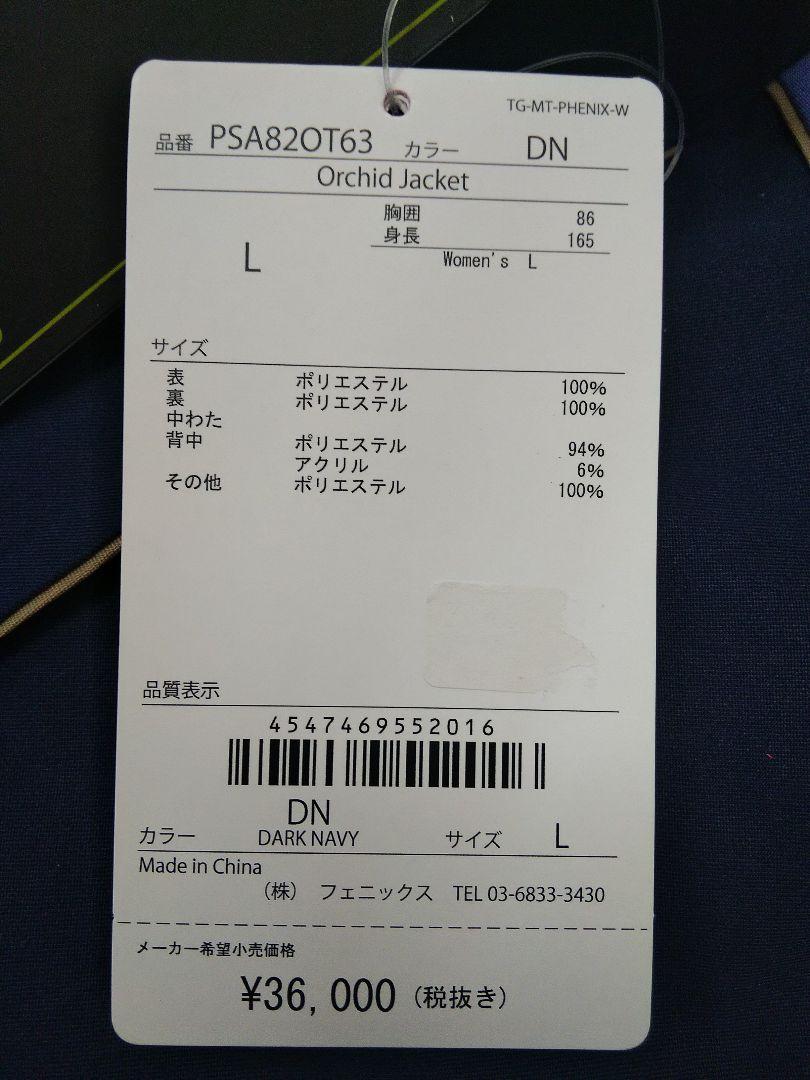 TG-MT-PHENIX-W
品番 PSA82OT63 カラー DN
Orchid Jacket
胸囲 86
身長 165
L
Women's L
サイズ
表 ポリエステル 100%
裏 ポリエステル 100%
中わた
背中 ポリエステル 94%
アクリル 6%
その他 ポリエステル 100%
品質表示
4547469552016
DN
カラー DARK NAVY サイズ L
Made in China
(株) フェニックス TEL 03-6833-3430
メーカー希望小売価格
¥36,000 (税抜き)